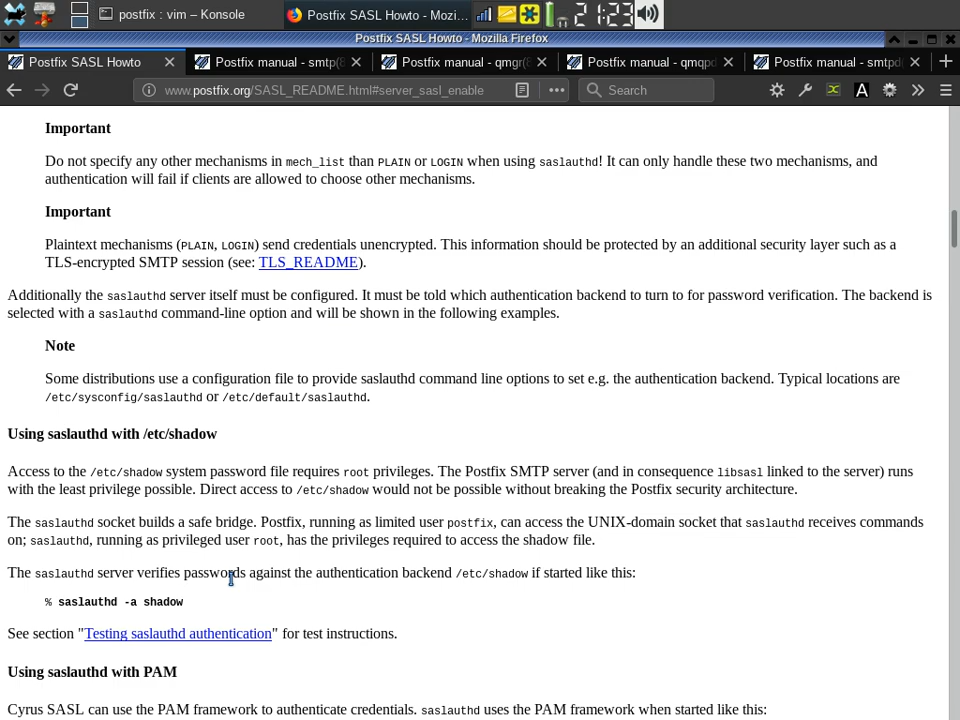 postfix : vim – Konsole
Postfix SASL Howto - Mozi...
2 1:23
Postfix SASL Howto - Mozilla Firefox
Postfix SASL Howto
Postfix manual - smtp(8
Postfix manual - qmgr(8
Postfix manual - qmqpd
Postfix manual - smtpd(
www.postfix.org/SASL_README.html#server_sasl_enable
Search
Important
Do not specify any other mechanisms in mech_list than PLAIN or LOGIN when using saslauthd! It can only handle these two mechanisms, and
authentication will fail if clients are allowed to choose other mechanisms.
Important
Plaintext mechanisms (PLAIN, LOGIN) send credentials unencrypted. This information should be protected by an additional security layer such as a
TLS-encrypted SMTP session (see: TLS_README).
Additionally the saslauthd server itself must be configured. It must be told which authentication backend to turn to for password verification. The backend is
selected with a saslauthd command-line option and will be shown in the following examples.
Note
Some distributions use a configuration file to provide saslauthd command line options to set e.g. the authentication backend. Typical locations are
/etc/sysconfig/saslauthd or /etc/default/saslauthd.
Using saslauthd with /etc/shadow
Access to the /etc/shadow system password file requires root privileges. The Postfix SMTP server (and in consequence libsasl linked to the server) runs
with the least privilege possible. Direct access to /etc/shadow would not be possible without breaking the Postfix security architecture.
The saslauthd socket builds a safe bridge. Postfix, running as limited user postfix, can access the UNIX-domain socket that saslauthd receives commands
on; saslauthd, running as privileged user root, has the privileges required to access the shadow file.
The saslauthd server verifies passwords against the authentication backend /etc/shadow if started like this:
% saslauthd -a shadow
See section "Testing saslauthd authentication" for test instructions.
Using saslauthd with PAM
Cyrus SASL can use the PAM framework to authenticate credentials. saslauthd uses the PAM framework when started like this: